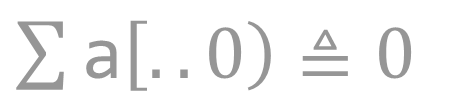 ∑ a[..0) ≜ 0